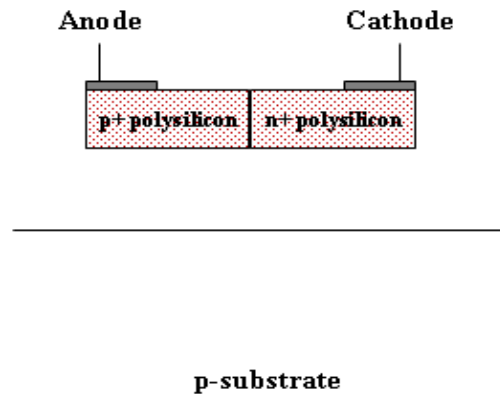 Anode Cathode
p+ polysilicon n+ polysilicon
p-substrate